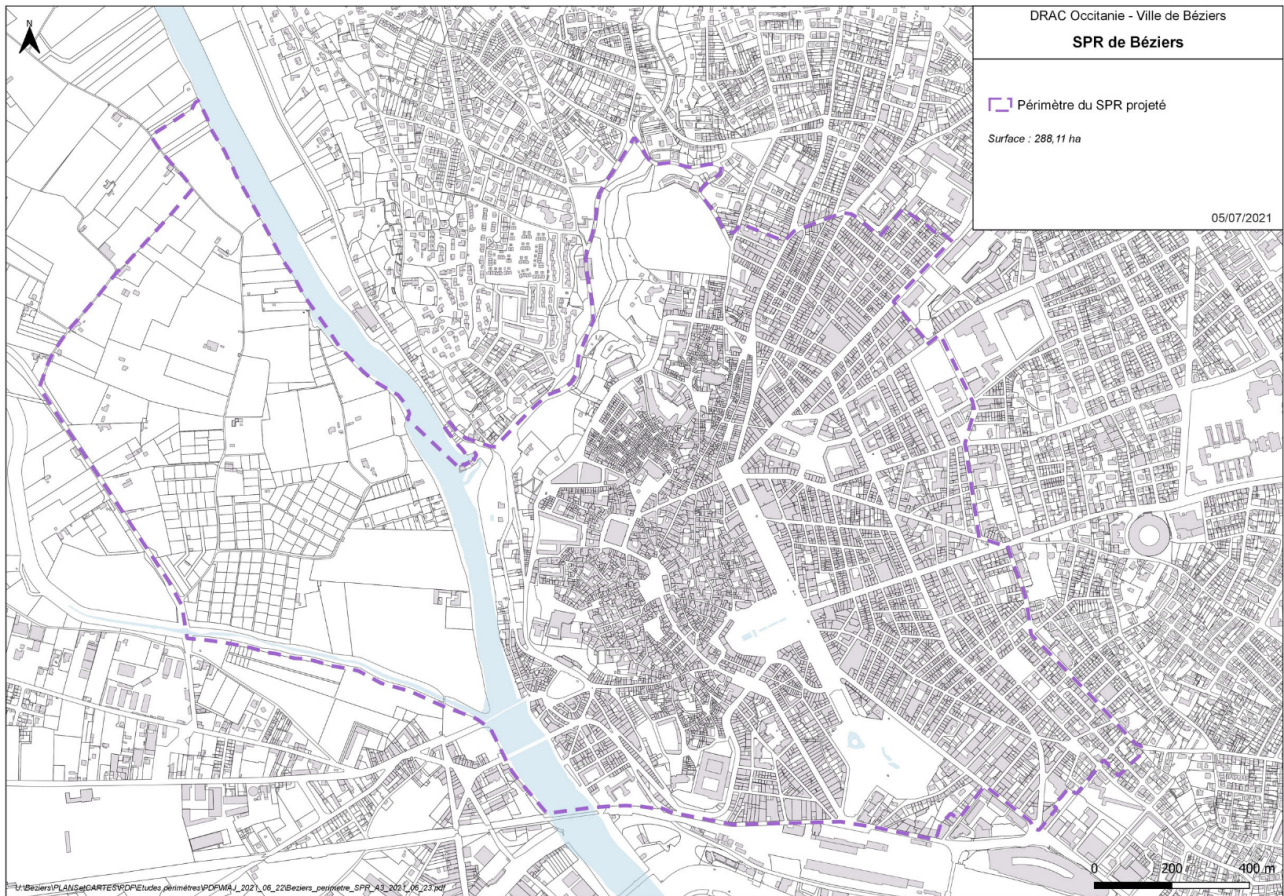 N
DRAC Occitanie - Ville de Béziers
SPR de Béziers
Périmètre du SPR projeté
Surface : 288,11 ha
05/07/2021
0 200 400 m
U:\Beziers\PLANSetCARTES\PDF\Etudes perimètres\PDF\MAJ_2021_06_22\Beziers_perimetre_SPR_A3_2021_06_23.pdf